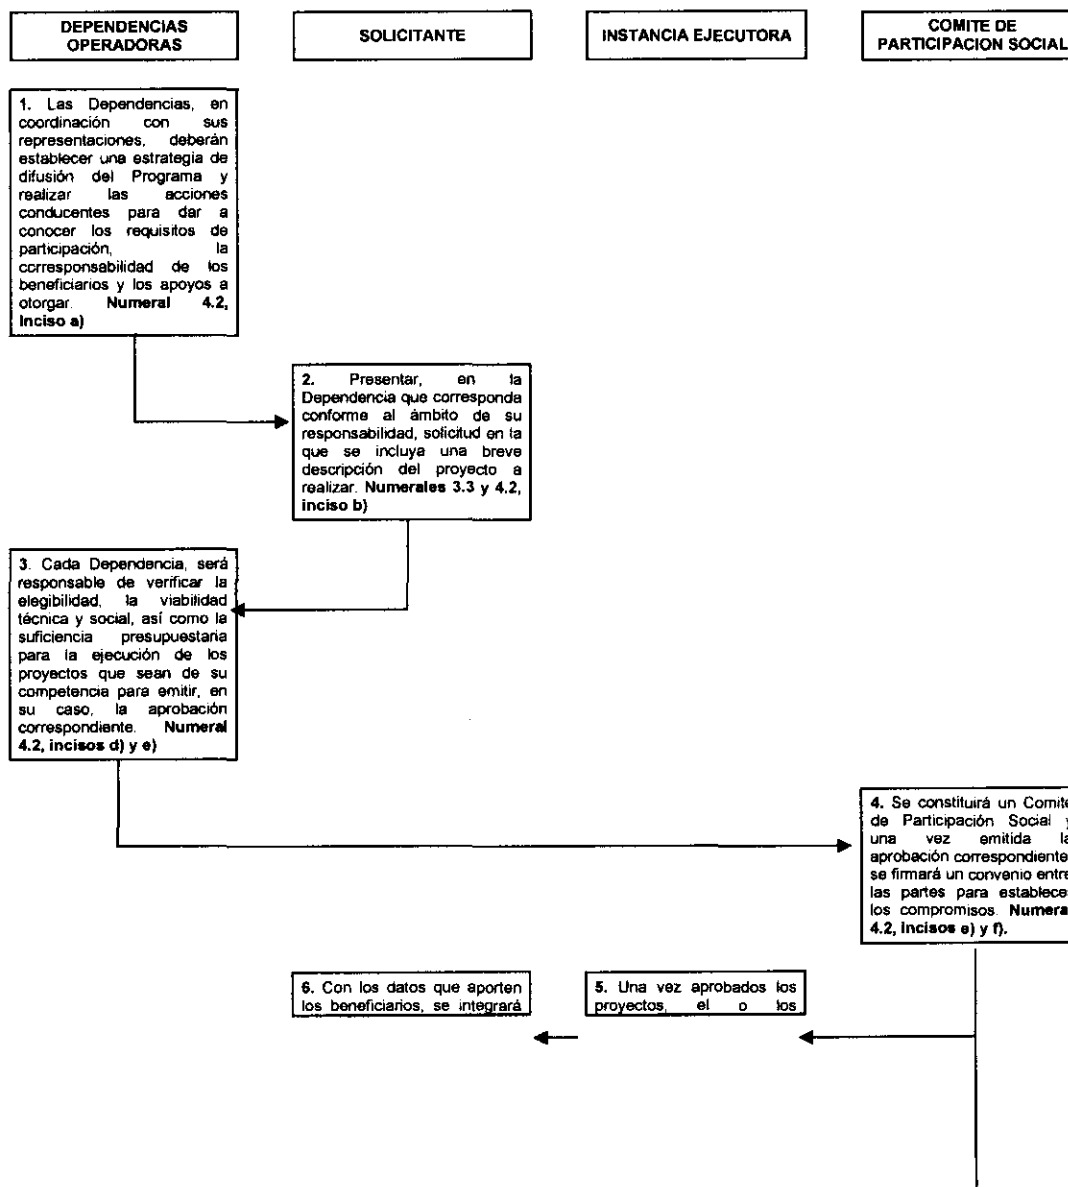 DEPENDENCIAS
OPERADORAS
SOLICITANTE
INSTANCIA EJECUTORA
COMITE DE
PARTICIPACION SOCIAL
1. Las Dependencias, en
coordinación con sus
representaciones, deberán
establecer una estrategia de
difusión del Programa y
realizar las acciones
conducentes para dar a
conocer los requisitos de
participación, la
corresponsabilidad de los
beneficiarios y los apoyos a
otorgar. Numeral 4.2,
inciso a)
2. Presentar, en la
Dependencia que corresponda
conforme al ámbito de su
responsabilidad, solicitud en la
que se incluya una breve
descripción del proyecto a
realizar. Numerales 3.3 y 4.2,
inciso b)
3. Cada Dependencia, será
responsable de verificar la
elegibilidad, la viabilidad
técnica y social, así como la
suficiencia presupuestaria
para la ejecución de los
proyectos que sean de su
competencia para emitir, en
su caso, la aprobación
correspondiente. Numeral
4.2, incisos d) y e)
4. Se constituirá un Comité
de Participación Social y
una vez emitida la
aprobación correspondiente
se firmará un convenio entre
las partes para establecer
los compromisos. Numeral
4.2, incisos e) y f).
6. Con los datos que aporten
los beneficiarios, se integrará
5. Una vez aprobados los
proyectos, el o los